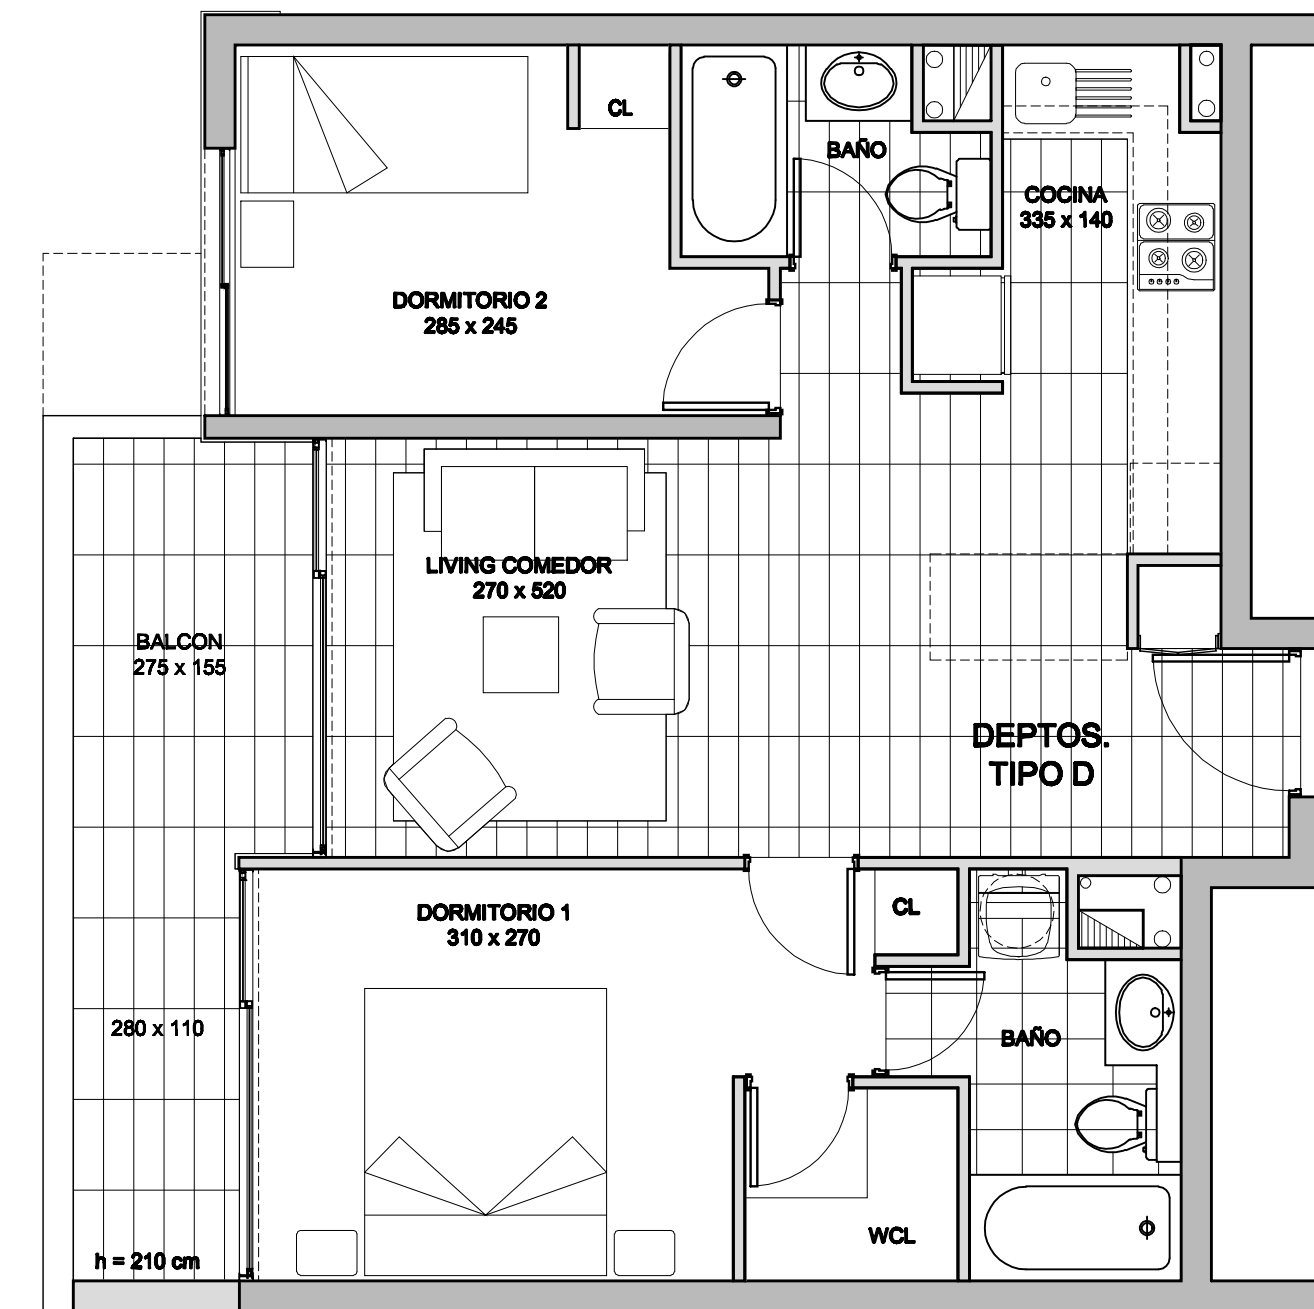 CL
BAÑO
COCINA
335 x 140
DORMITORIO 2
285 x 245
LIVING COMEDOR
270 x 520
BALCON
275 x 155
DEPTOS.
TIPO D
DORMITORIO 1
310 x 270
CL
280 x 110
BAÑO
WCL
h = 210 cm